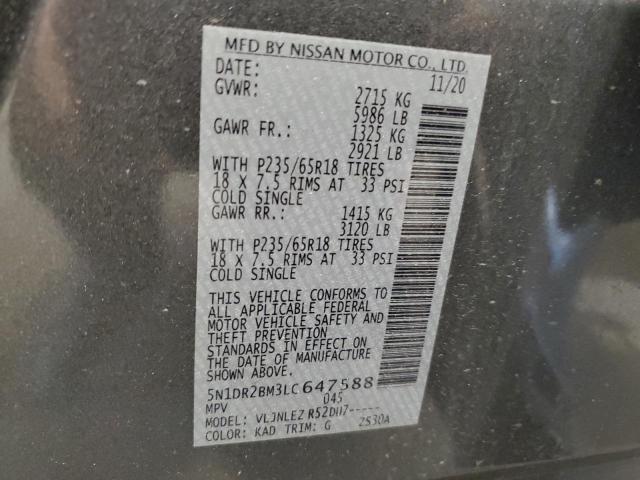 MFD BY NISSAN MOTOR CO., LTD.
DATE: 11/20
GVWR: 2715 KG
5986 LB
GAWR FR.: 1325 KG
2921 LB
WITH P235/65R18 TIRES
18 X 7.5 RIMS AT 33 PSI
COLD SINGLE
GAWR RR.: 1415 KG
3120 LB
WITH P235/65R18 TIRES
18 X 7.5 RIMS AT 33 PSI
COLD SINGLE
THIS VEHICLE CONFORMS TO
ALL APPLICABLE FEDERAL
MOTOR VEHICLE SAFETY AND
THEFT PREVENTION
STANDARDS IN EFFECT ON
THE DATE OF MANUFACTURE
SHOWN ABOVE.
5N1DR2BM3LC647588
MPV 045
MODEL:
COLOR: KAD TRIM: G 2S30A